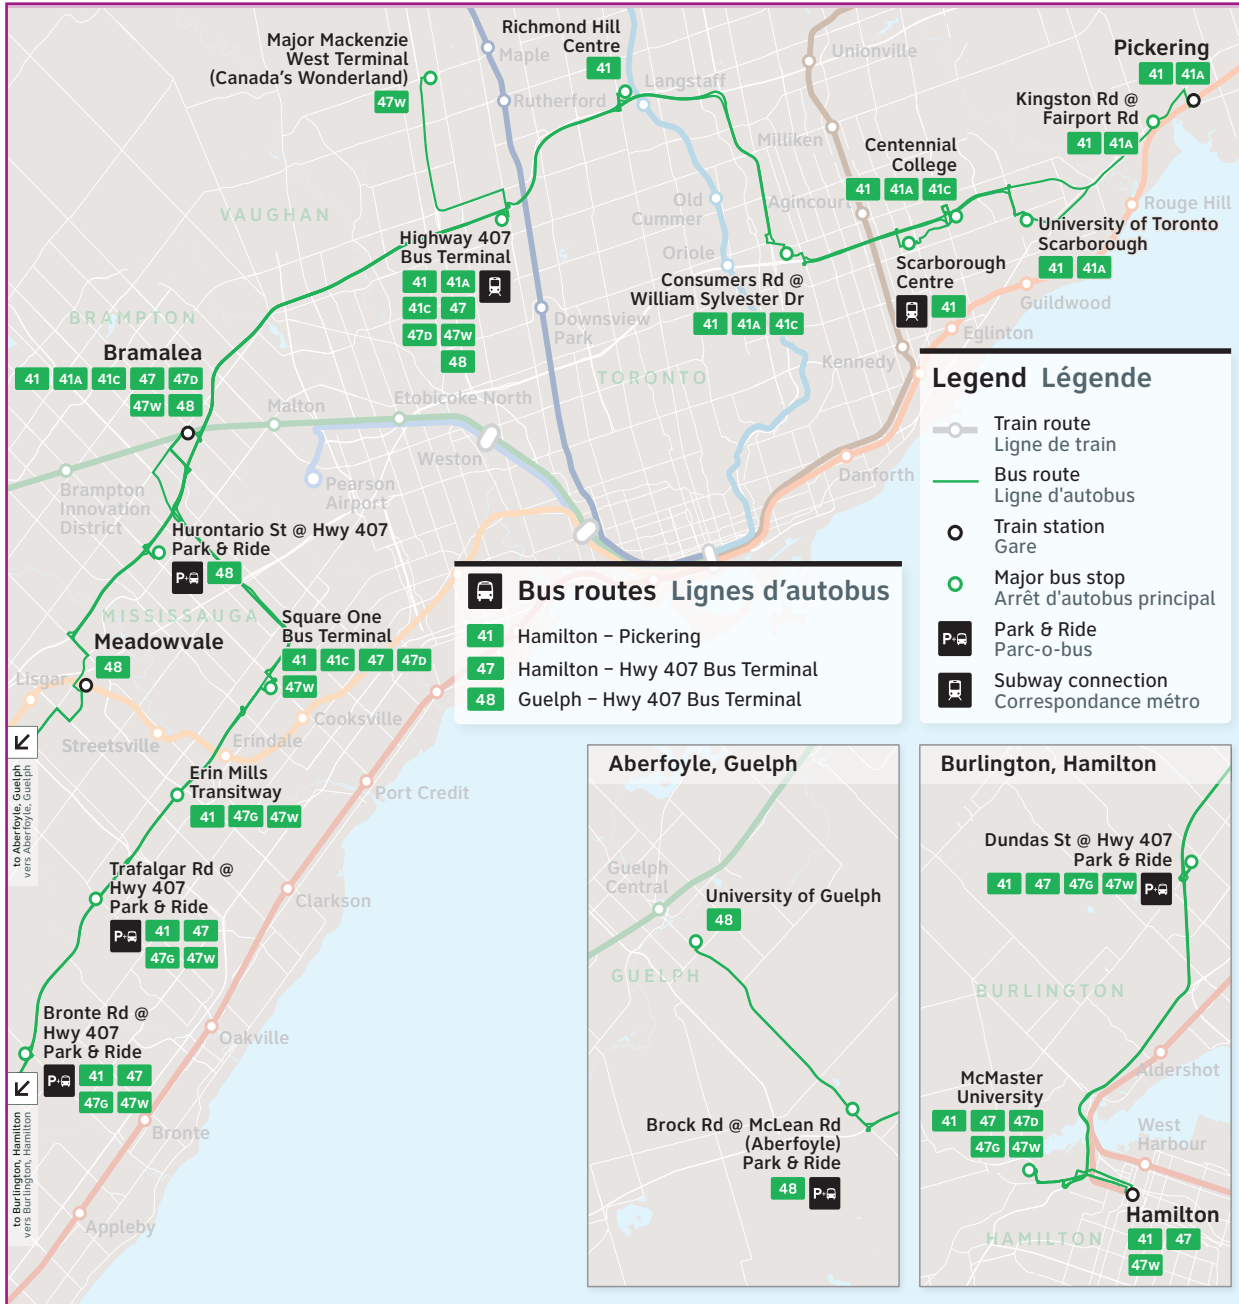 Major Mackenzie
West Terminal
(Canada's Wonderland)
47W
Maple
Rutherford
Richmond Hill
Centre
41
Langstaff
Unionville
Pickering
41 41A
Kingston Rd @
Fairport Rd
41 41A
Milliken
Centennial
College
41 41A 41C
Agincourt
Rouge Hill
VAUGHAN
Old
Cummer
Oriole
Highway 407
Bus Terminal
41 41A
41C 47
47D 47W
48
University of Toronto
Scarborough
41 41A
Scarborough
Centre
41
Consumers Rd @
William Sylvester Dr
41 41A 41C
Guildwood
Eglinton
Kennedy
Danforth
Downsview
Park
TORONTO
BRAMPTON
Bramalea
41 41A 41C 47 47D
47W 48
Malton
Etobicoke North
Weston
Pearson
Airport
Brampton
Innovation
District
Hurontario St @ Hwy 407
Park & Ride
P+ 48
MISSISSAUGA
Meadowvale
48
Lisgar
Streetsville
Square One
Bus Terminal
41 41C 47 47D
47W
Cooksville
Erindale
Port Credit
Erin Mills
Transitway
41 47G 47W
Clarkson
Trafalgar Rd @
Hwy 407
Park & Ride
P+ 41 47
47G 47W
Oakville
Bronte Rd @
Hwy 407
Park & Ride
P+ 41 47
47G 47W
Bronte
Appleby
to Aberfoyle, Guelph
vers Aberfoyle, Guelph
to Burlington, Hamilton
vers Burlington, Hamilton
Bus routes Lignes d'autobus
41 Hamilton – Pickering
47 Hamilton – Hwy 407 Bus Terminal
48 Guelph – Hwy 407 Bus Terminal
Legend Légende
Train route
Ligne de train
Bus route
Ligne d'autobus
Train station
Gare
Major bus stop
Arrêt d'autobus principal
P+ Park & Ride
Parc-o-bus
Subway connection
Correspondance métro
Aberfoyle, Guelph
Guelph
Central
University of Guelph
48
GUELPH
Brock Rd @ McLean Rd
(Aberfoyle)
Park & Ride
48 P+
Burlington, Hamilton
Dundas St @ Hwy 407
Park & Ride
41 47 47G 47W P+
BURLINGTON
Aldershot
McMaster
University
41 47 47D
47G 47W
West
Harbour
HAMILTON
Hamilton
41 47
47W